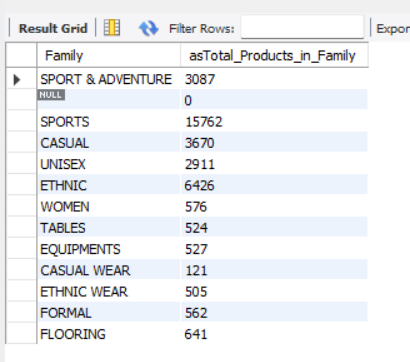 Result Grid Filter Rows: Expor
Family asTotal_Products_in_Family
SPORT & ADVENTURE 3087
NULL 0
SPORTS 15762
CASUAL 3670
UNISEX 2911
ETHNIC 6426
WOMEN 576
TABLES 524
EQUIPMENTS 527
CASUAL WEAR 121
ETHNIC WEAR 505
FORMAL 562
FLOORING 641